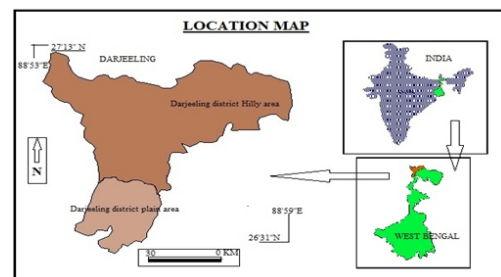 LOCATION MAP
27'13" N
88'53"E
DARJEELING
INDIA
Darjeeling district Hilly area
N
Darjeeling district plain area
88'59"E
26'31"N
30 0 KM
WEST BENGAL